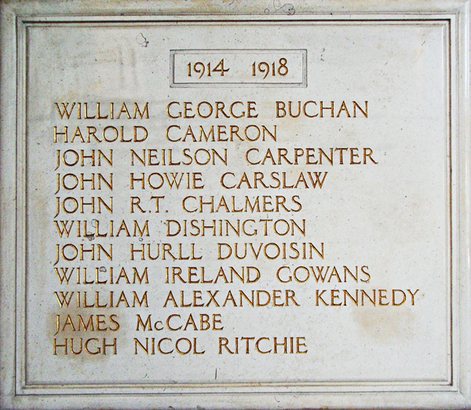 1914 1918
WILLIAM GEORGE BUCHAN
HAROLD CAMERON
JOHN NEILSON CARPENTER
JOHN HOWIE CARSLAW
JOHN R.T. CHALMERS
WILLIAM DISHINGTON
JOHN HURLL DUVOISIN
WILLIAM IRELAND GOWANS
WILLIAM ALEXANDER KENNEDY
JAMES McCABE
HUGH NICOL RITCHIE